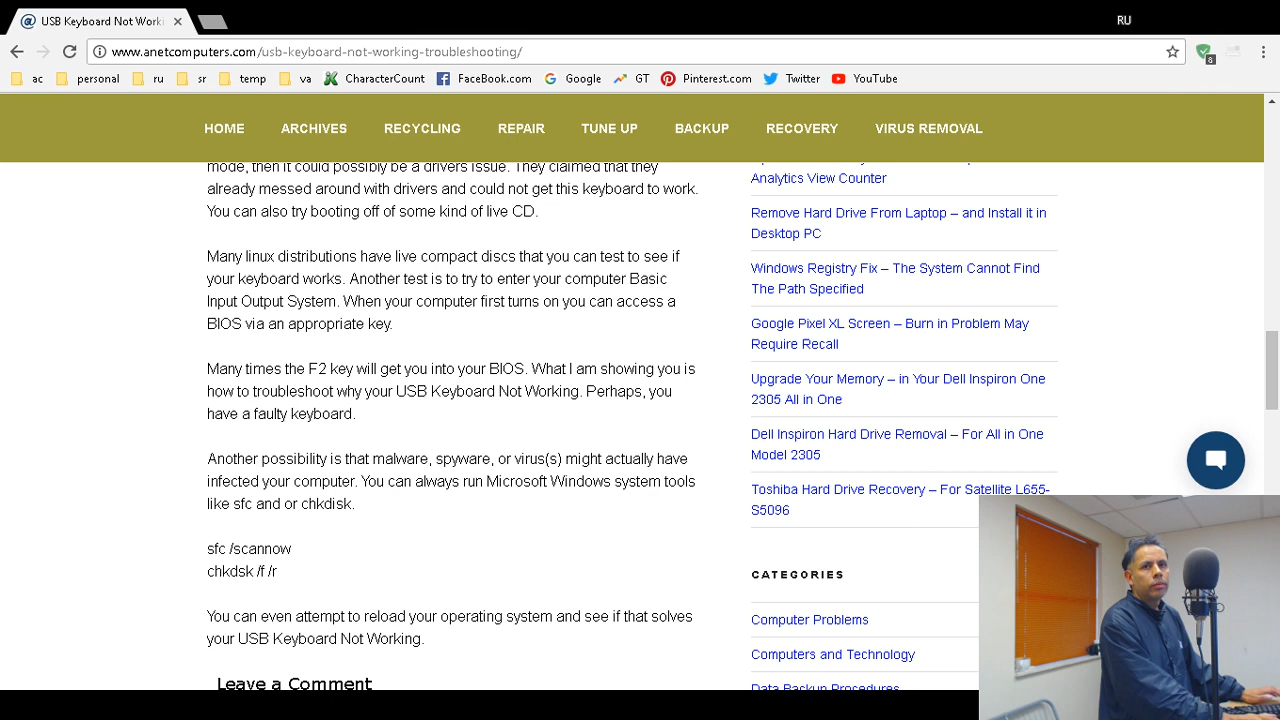 USB Keyboard Not Worki
RU
www.anetcomputers.com/usb-keyboard-not-working-troubleshooting/
8
ac personal ru sr temp va CharacterCount FaceBook.com Google GT Pinterest.com Twitter YouTube
HOME ARCHIVES RECYCLING REPAIR TUNE UP BACKUP RECOVERY VIRUS REMOVAL
mode, then it could possibly be a drivers issue. They claimed that they
already messed around with drivers and could not get this keyboard to work.
You can also try booting off of some kind of live CD.
Many linux distributions have live compact discs that you can test to see if
your keyboard works. Another test is to try to enter your computer Basic
Input Output System. When your computer first turns on you can access a
BIOS via an appropriate key.
Many times the F2 key will get you into your BIOS. What I am showing you is
how to troubleshoot why your USB Keyboard Not Working. Perhaps, you
have a faulty keyboard.
Another possibility is that malware, spyware, or virus(s) might actually have
infected your computer. You can always run Microsoft Windows system tools
like sfc and or chkdisk.
sfc /scannow
chkdsk /f /r
You can even attempt to reload your operating system and see if that solves
your USB Keyboard Not Working.
Leave a Comment
Analytics View Counter
Remove Hard Drive From Laptop – and Install it in
Desktop PC
Windows Registry Fix – The System Cannot Find
The Path Specified
Google Pixel XL Screen – Burn in Problem May
Require Recall
Upgrade Your Memory – in Your Dell Inspiron One
2305 All in One
Dell Inspiron Hard Drive Removal – For All in One
Model 2305
Toshiba Hard Drive Recovery – For Satellite L655-
S5096
CATEGORIES
Computer Problems
Computers and Technology
Data Backup Procedures